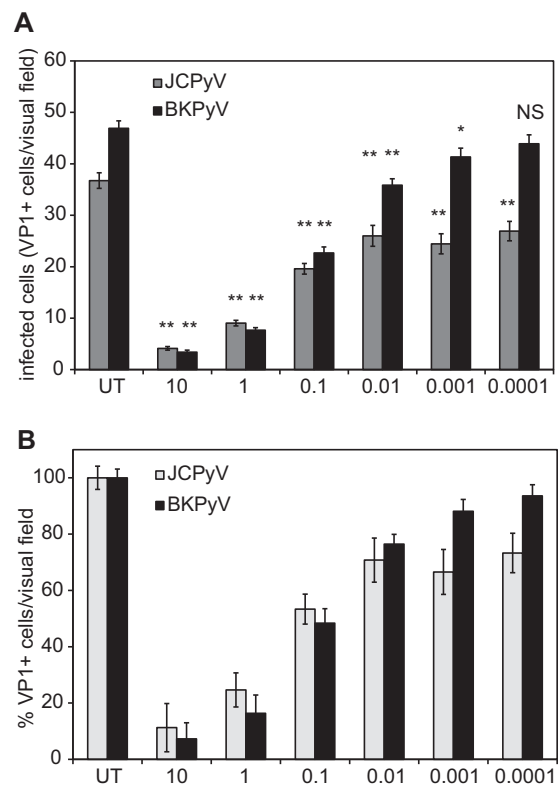 A
infected cells (VP1+ cells/visual field)
60
50
40
30
20
10
0
JCPyV
BKPyV
** **
** **
** **
** **
**
*
**
NS
UT 10 1 0.1 0.01 0.001 0.0001
B
% VP1+ cells/visual field
100
80
60
40
20
0
JCPyV
BKPyV
UT 10 1 0.1 0.01 0.001 0.0001